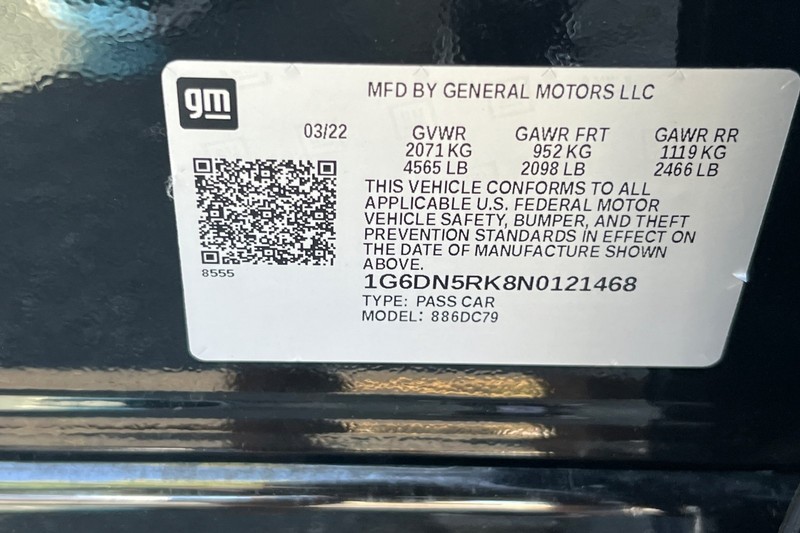 gm
MFD BY GENERAL MOTORS LLC
03/22 GVWR GAWR FRT GAWR RR
2071 KG 952 KG 1119 KG
4565 LB 2098 LB 2466 LB
THIS VEHICLE CONFORMS TO ALL
APPLICABLE U.S. FEDERAL MOTOR
VEHICLE SAFETY, BUMPER, AND THEFT
PREVENTION STANDARDS IN EFFECT ON
THE DATE OF MANUFACTURE SHOWN
ABOVE.
8555
1G6DN5RK8N0121468
TYPE: PASS CAR
MODEL: 886DC79